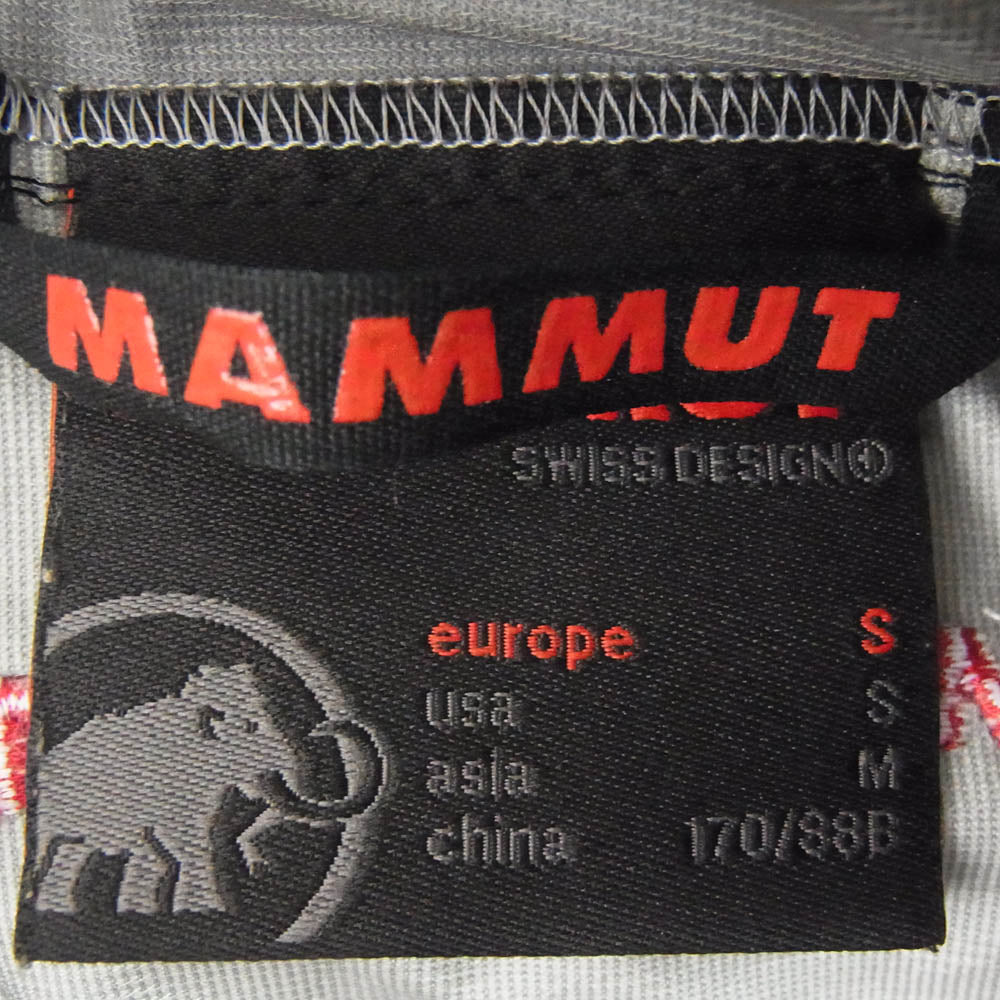 MAMMUT
SWISS DESIGN
europe S
usa S
asia M
china 170/88B